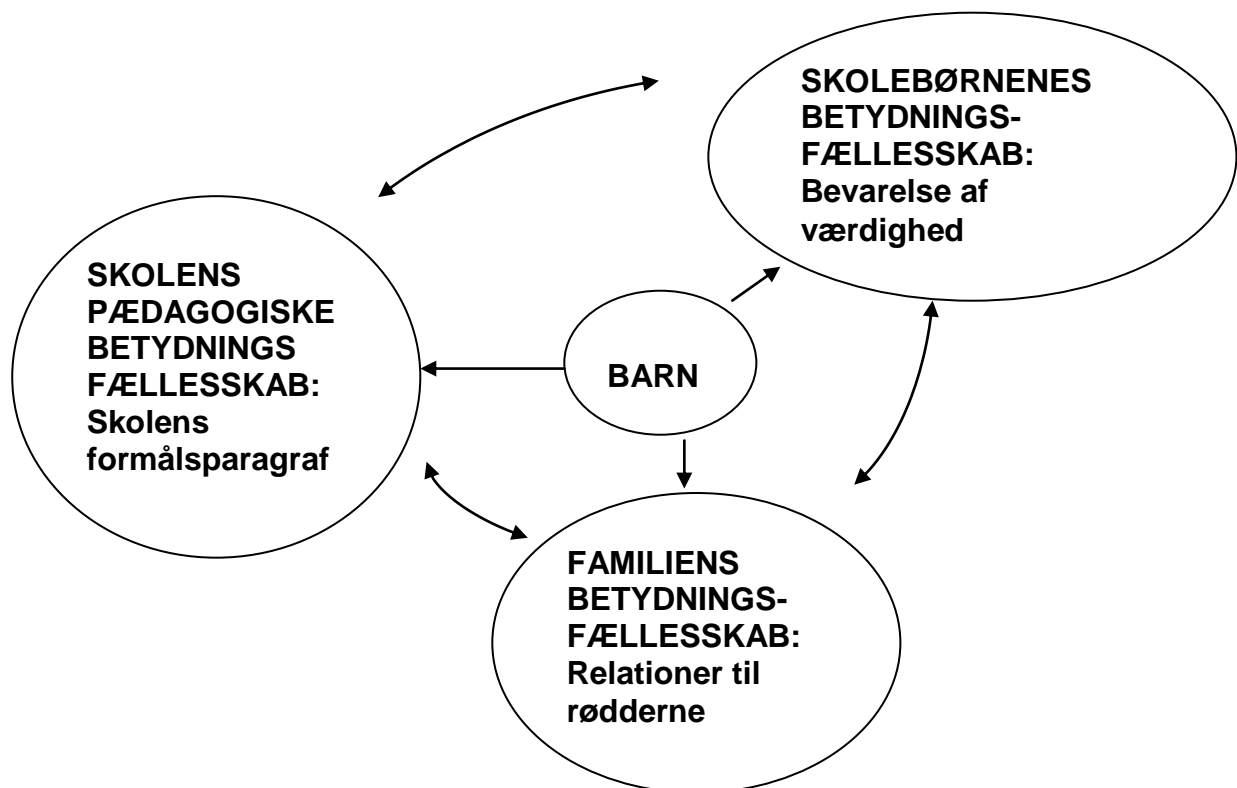 SKOLEBØRNENES
BETYDNINGS-
FÆLLESSKAB:
Bevarelse af
værdighed
SKOLENS
PÆDAGOGISKE
BETYDNINGS
FÆLLESSKAB:
Skolens
formålsparagraf
BARN
FAMILIENS
BETYDNINGS-
FÆLLESSKAB:
Relationer til
rødderne